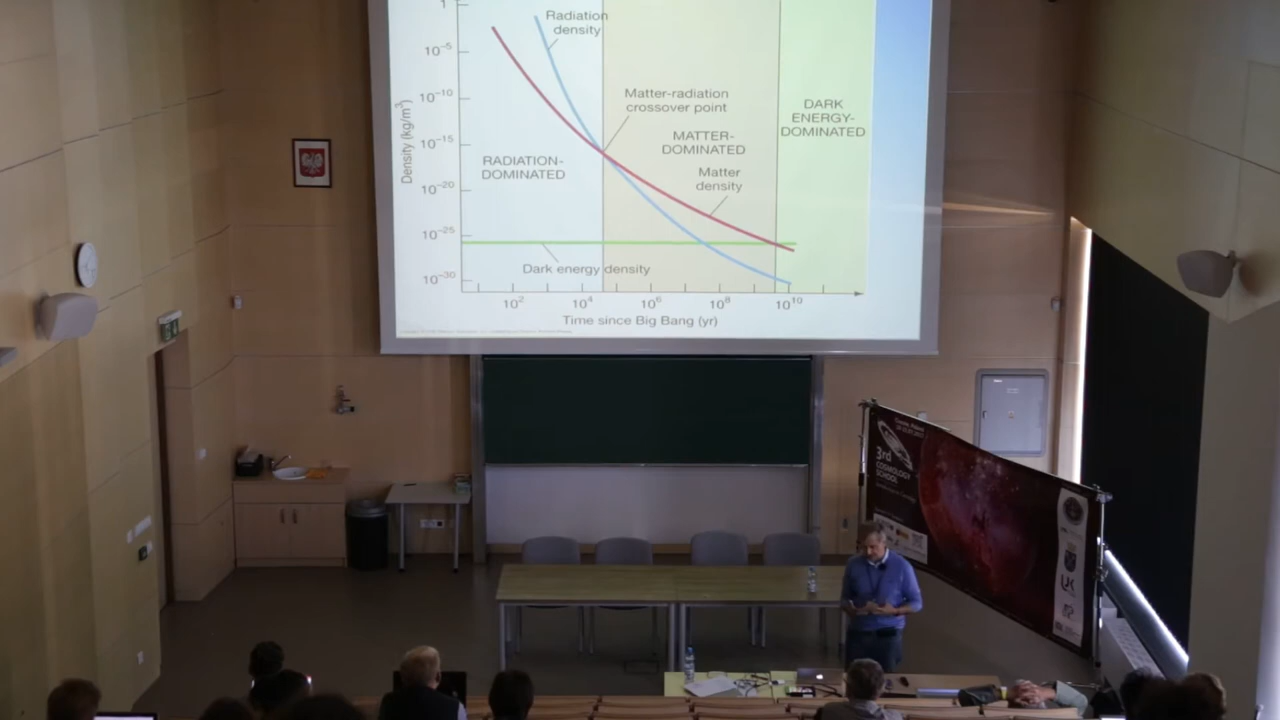 1
Radiation
density
10⁻⁵
10⁻¹⁰
10⁻¹⁵
10⁻²⁰
10⁻²⁵
10⁻³⁰
Density (kg/m³)
Matter-radiation
crossover point
RADIATION-
DOMINATED
MATTER-
DOMINATED
DARK
ENERGY-
DOMINATED
Matter
density
Dark energy density
10²
10⁴
10⁶
10⁸
10¹⁰
Time since Big Bang (yr)
3rd
COSMOLOGY
SCHOOL